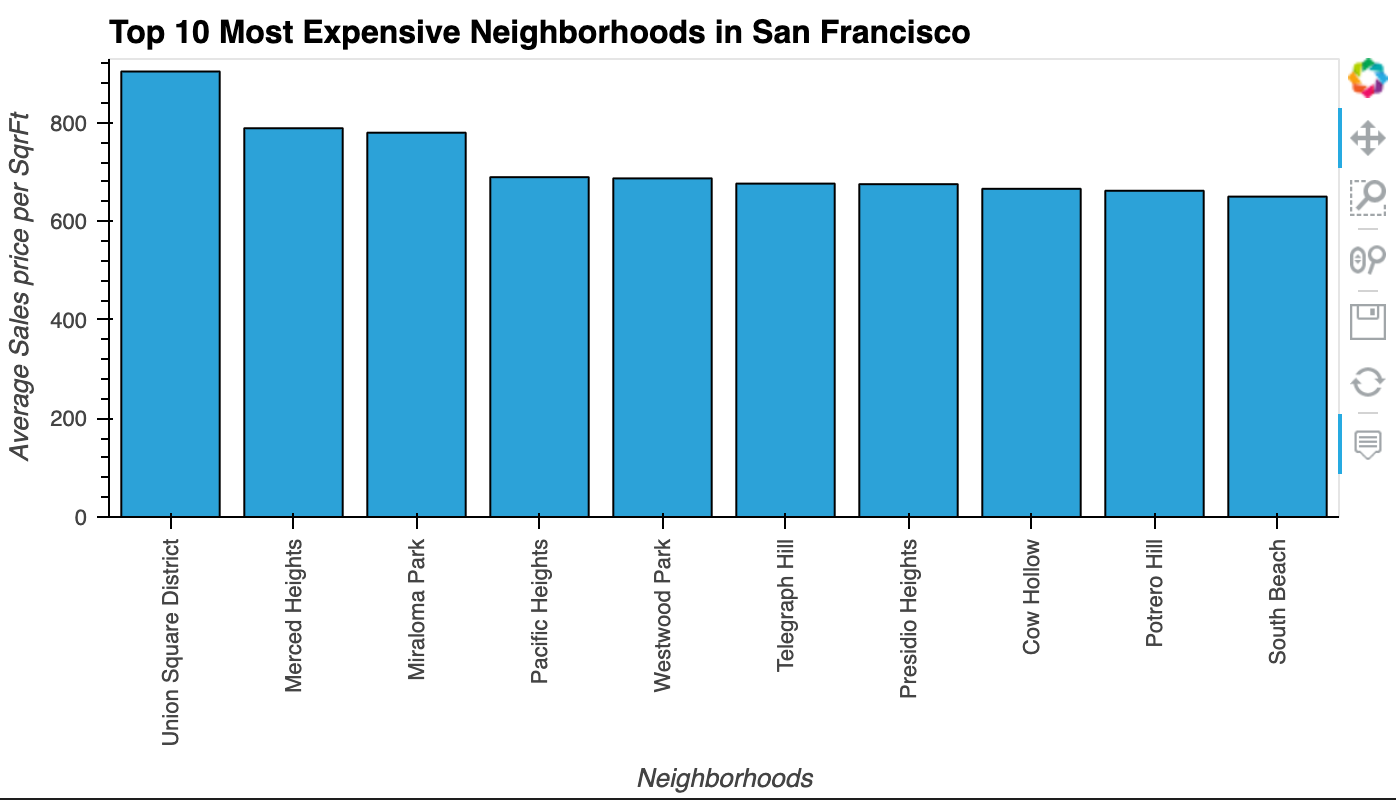 Top 10 Most Expensive Neighborhoods in San Francisco
Average Sales price per SqrFt
800
600
400
200
0
Union Square District
Merced Heights
Miraloma Park
Pacific Heights
Westwood Park
Telegraph Hill
Presidio Heights
Cow Hollow
Potrero Hill
South Beach
Neighborhoods